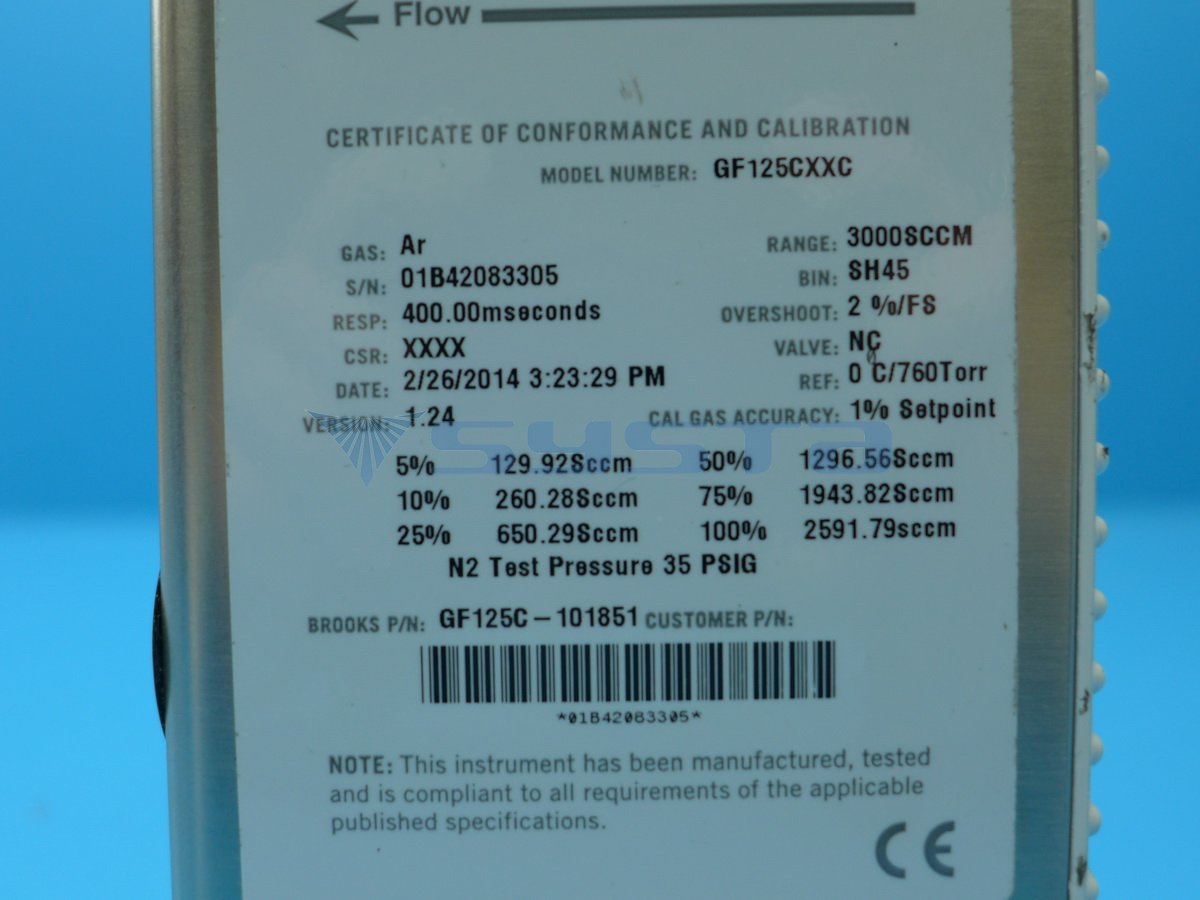 Flow
CERTIFICATE OF CONFORMANCE AND CALIBRATION
MODEL NUMBER: GF125CXXC
GAS: Ar RANGE: 3000SCCM
S/N: 01B42083305 BIN: SH45
RESP: 400.00mseconds OVERSHOOT: 2 %/FS
CSR: XXXX VALVE: NC
DATE: 2/26/2014 3:23:29 PM REF: 0 C/760Torr
VERSION: 1.24 CAL GAS ACCURACY: 1% Setpoint
systa
5% 129.92Sccm 50% 1296.56Sccm
10% 260.28Sccm 75% 1943.82Sccm
25% 650.29Sccm 100% 2591.79sccm
N2 Test Pressure 35 PSIG
BROOKS P/N: GF125C-101851 CUSTOMER P/N:
*01B42083305*
NOTE: This instrument has been manufactured, tested
and is compliant to all requirements of the applicable
published specifications.
CE